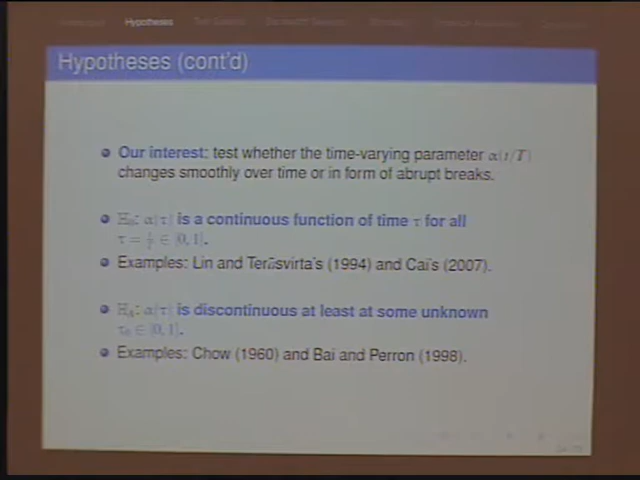 Hypotheses
Hypotheses (cont'd)
Our interest: test whether the time-varying parameter α(t/T)
changes smoothly over time or in form of abrupt breaks.
ℍ₀: α(τ) is a continuous function of time τ for all
τ = t/T ∈ [0, 1].
Examples: Lin and Teräsvirta's (1994) and Cai's (2007).
α(τ) is discontinuous at least at some unknown
τ₀ ∈ [0, 1].
Examples: Chow (1960) and Bai and Perron (1998).